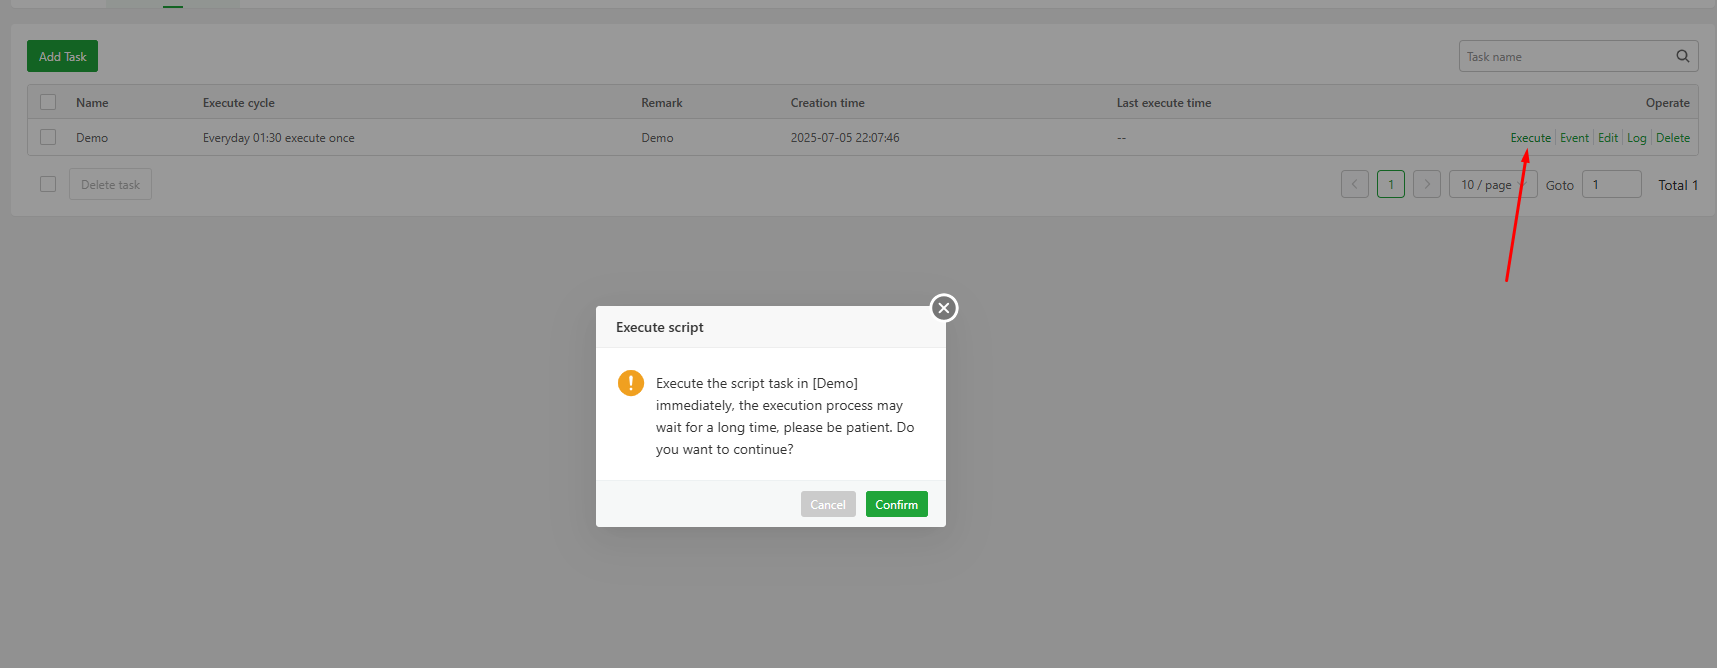 Add Task
Task name
Name Execute cycle Remark Creation time Last execute time Operate
Demo Everyday 01:30 execute once Demo 2025-07-05 22:07:46 -- Execute Event Edit Log Delete
Delete task 1 10 / page Goto 1 Total 1
Execute script
Execute the script task in [Demo]
immediately, the execution process may
wait for a long time, please be patient. Do
you want to continue?
Cancel Confirm